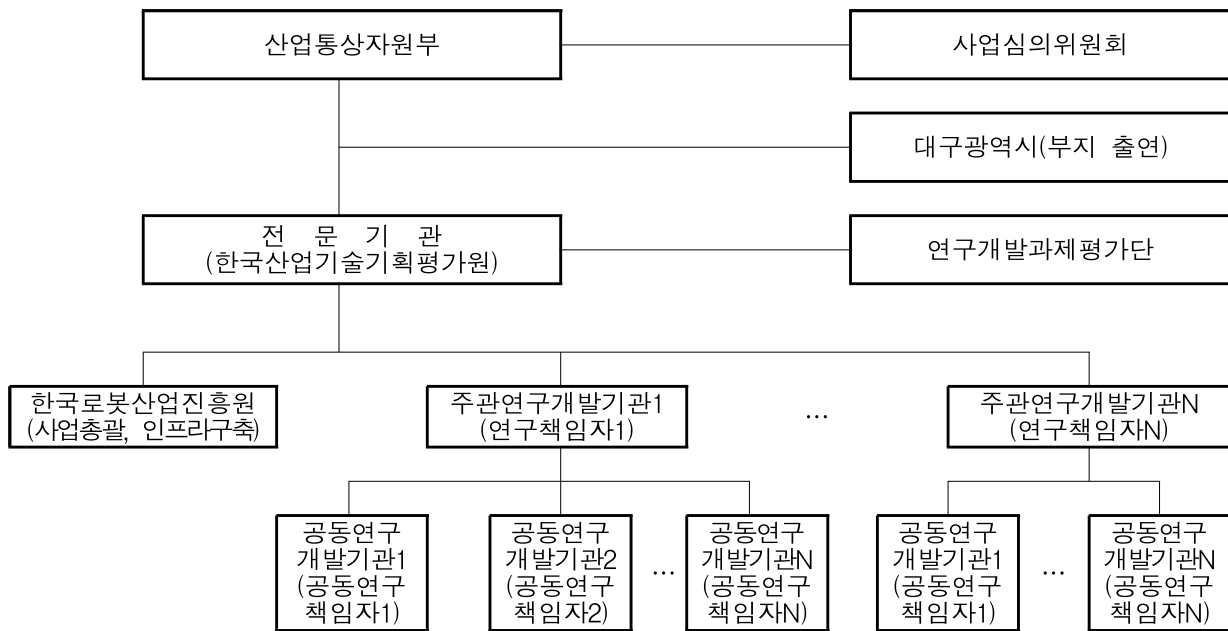 산업통상자원부
사업심의위원회
대구광역시(부지 출연)
전 문 기 관
(한국산업기술기획평가원)
연구개발과제평가단
한국로봇산업진흥원
(사업총괄, 인프라구축)
주관연구개발기관1
(연구책임자1)
...
주관연구개발기관N
(연구책임자N)
공동연구
개발기관1
(공동연구
책임자1)
공동연구
개발기관2
(공동연구
책임자2)
...
공동연구
개발기관N
(공동연구
책임자N)
공동연구
개발기관1
(공동연구
책임자1)
...
공동연구
개발기관N
(공동연구
책임자N)